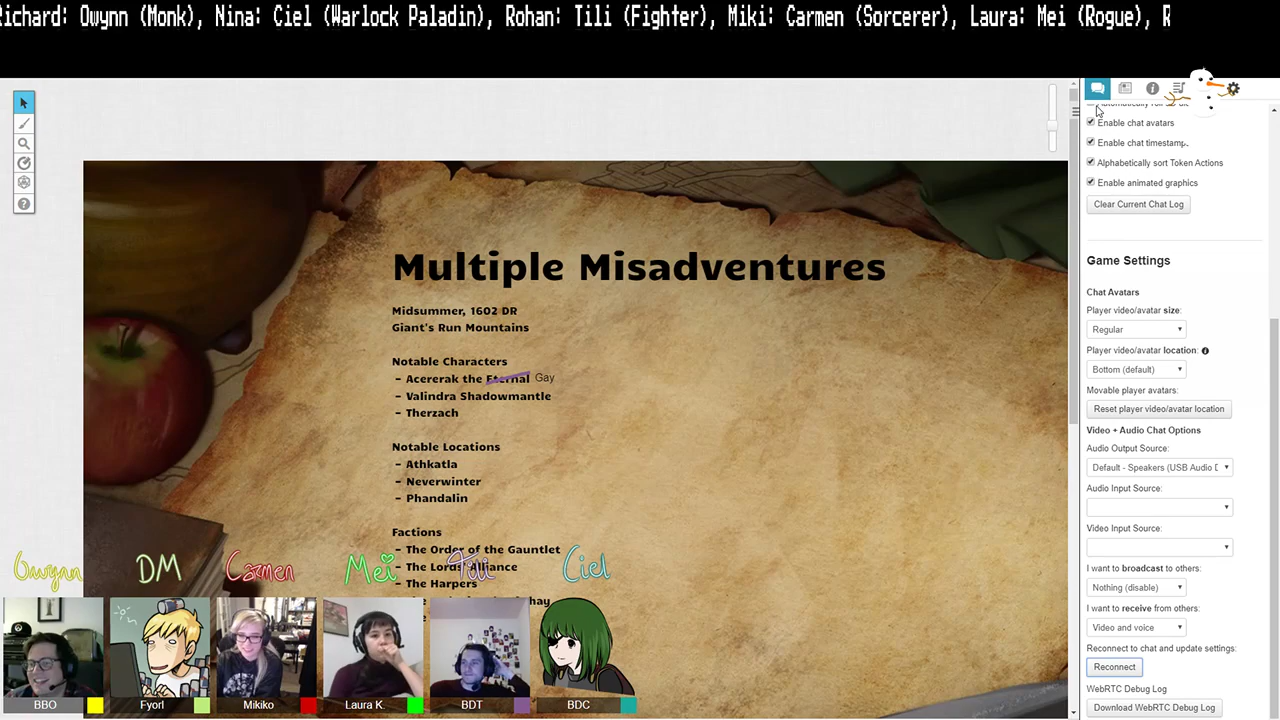 Richard: Owynn (Monk), Nina: Ciel (Warlock Paladin), Rohan: Tili (Fighter), Miki: Carmen (Sorcerer), Laura: Mei (Rogue), R
Enable chat avatars
Enable chat timestamps
Alphabetically sort Token Actions
Enable animated graphics
Clear Current Chat Log
Game Settings
Chat Avatars
Player video/avatar size:
Regular
Player video/avatar location:
Bottom (default)
Movable player avatars:
Reset player video/avatar location
Video + Audio Chat Options
Audio Output Source:
Default - Speakers (USB Audio D
Audio Input Source:
Video Input Source:
I want to broadcast to others:
Nothing (disable)
I want to receive from others:
Video and voice
Reconnect to chat and update settings:
Reconnect
WebRTC Debug Log
Download WebRTC Debug Log
Multiple Misadventures
Midsummer, 1602 DR
Giant's Run Mountains
Notable Characters
- Acererak the Eternal Gay
- Valindra Shadowmantle
- Therzach
Notable Locations
- Athkatla
- Neverwinter
- Phandalin
Factions
- The Order of the Gauntlet
- The Lords Alliance
- The Harpers
Owynn DM Carmen Mei Tili Ciel
BBO Fyorl Mikiko Laura K. BDT BDC